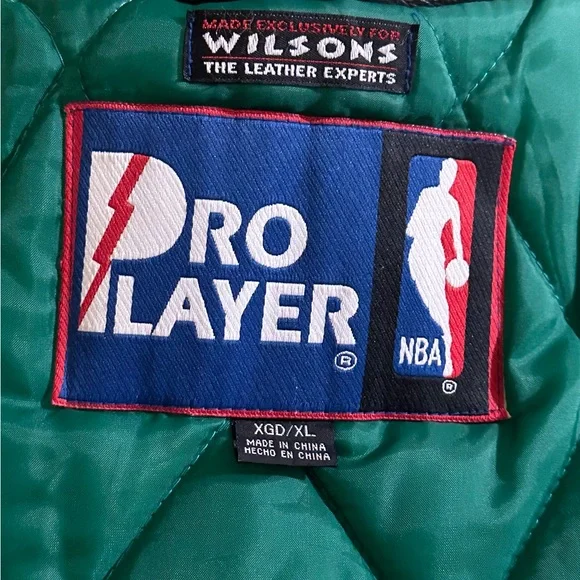 MADE EXCLUSIVELY FOR
WILSONS
THE LEATHER EXPERTS
PRO
PLAYER®
NBA®
XGD/XL
MADE IN CHINA
HECHO EN CHINA